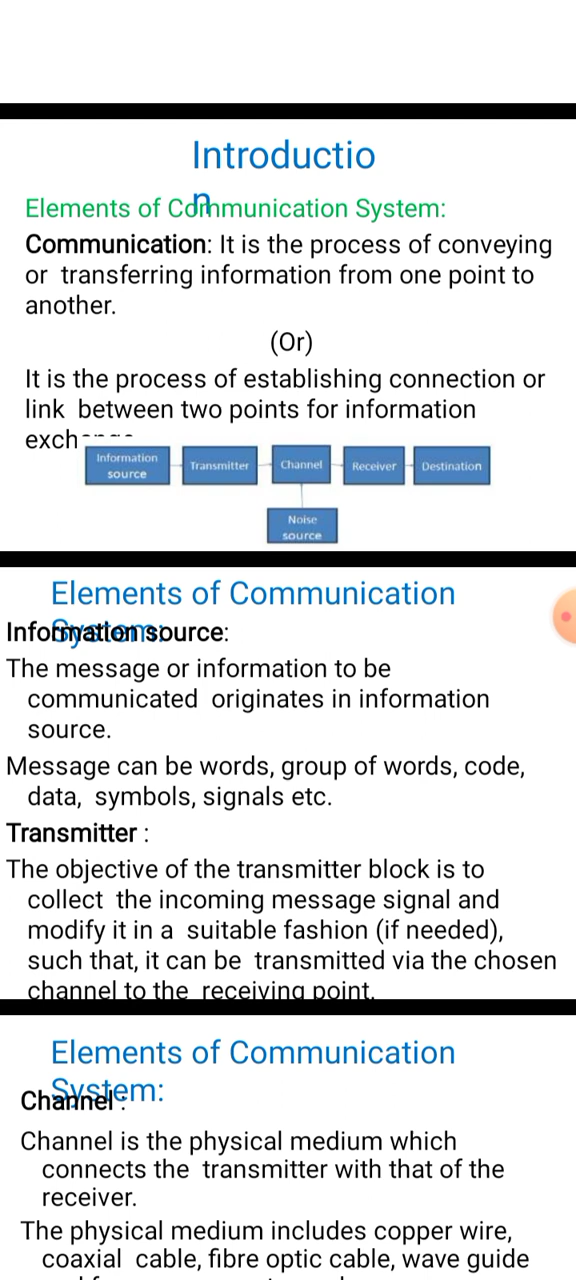 Introductio
n
Elements of Communication System:
Communication: It is the process of conveying
or transferring information from one point to
another.
(Or)
It is the process of establishing connection or
link between two points for information
Information
source
Transmitter
Channel
Receiver
Destination
Noise
source
Elements of Communication
System:
Information source:
The message or information to be
communicated originates in information
source.
Message can be words, group of words, code,
data, symbols, signals etc.
Transmitter :
The objective of the transmitter block is to
collect the incoming message signal and
modify it in a suitable fashion (if needed),
such that, it can be transmitted via the chosen
channel to the receiving point.
Elements of Communication
System:
Channel :
Channel is the physical medium which
connects the transmitter with that of the
receiver.
The physical medium includes copper wire,
coaxial cable, fibre optic cable, wave guide